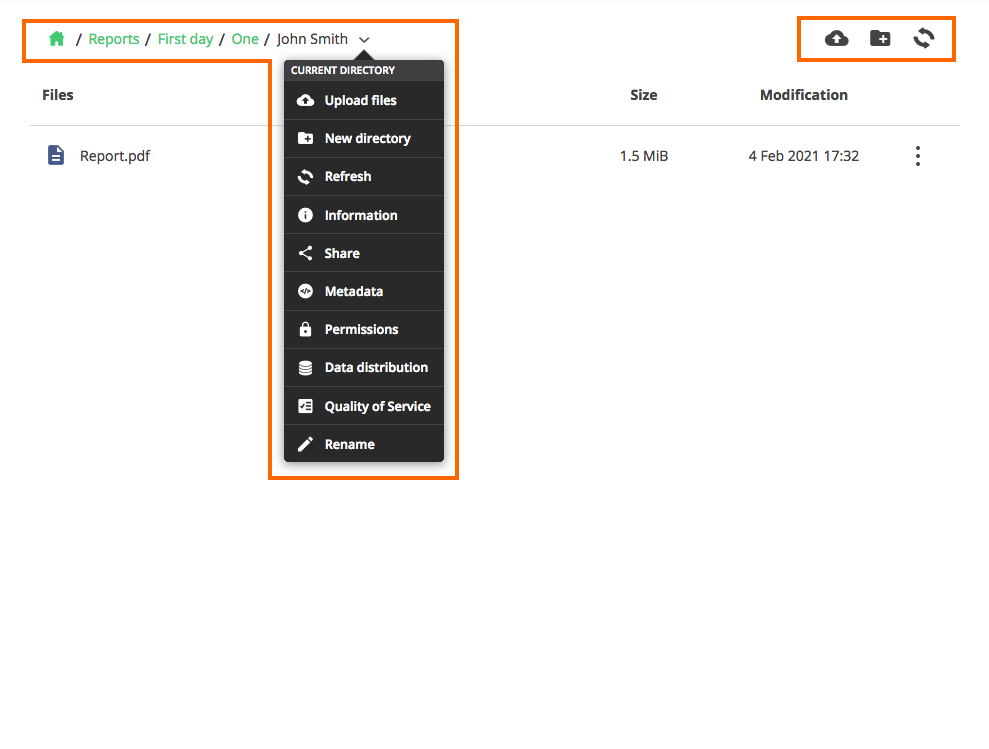 / Reports / First day / One / John Smith
CURRENT DIRECTORY
Files Size Modification
Upload files
New directory
Report.pdf 1.5 MiB 4 Feb 2021 17:32
Refresh
Information
Share
Metadata
Permissions
Data distribution
Quality of Service
Rename